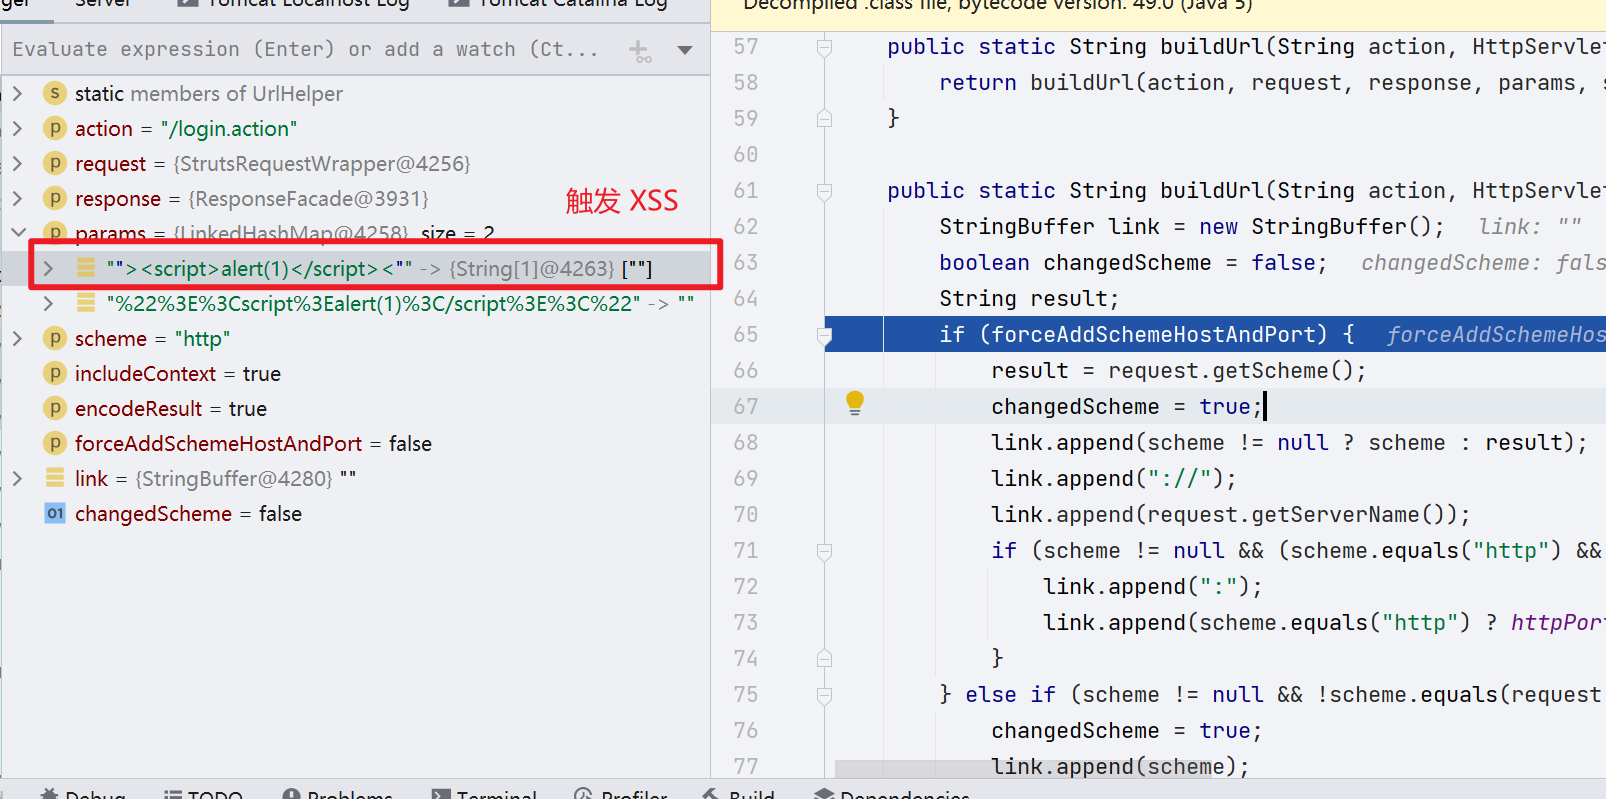 Server Tomcat Localhost Log Tomcat Catalina Log
Evaluate expression (Enter) or add a watch (Ct...
static members of UrlHelper
action = "/login.action"
request = {StrutsRequestWrapper@4256}
response = {ResponseFacade@3931}
触发 XSS
params = {LinkedHashMap@4258} size = 2
""><script>alert(1)</script><"" -> {String[1]@4263} [""]
"%22%3E%3Cscript%3Ealert(1)%3C/script%3E%3C%22" -> ""
scheme = "http"
includeContext = true
encodeResult = true
forceAddSchemeHostAndPort = false
link = {StringBuffer@4280} ""
changedScheme = false
Decompiled .class file, bytecode version: 49.0 (Java 5)
57 public static String buildUrl(String action, HttpServle
58 return buildUrl(action, request, response, params, s
59 }
60
61 public static String buildUrl(String action, HttpServle
62 StringBuffer link = new StringBuffer(); link: ""
63 boolean changedScheme = false; changedScheme: fals
64 String result;
65 if (forceAddSchemeHostAndPort) { forceAddSchemeHos
66 result = request.getScheme();
67 changedScheme = true;
68 link.append(scheme != null ? scheme : result);
69 link.append("://");
70 link.append(request.getServerName());
71 if (scheme != null && (scheme.equals("http") &&
72 link.append(":");
73 link.append(scheme.equals("http") ? httpPor
74 }
75 } else if (scheme != null && !scheme.equals(request
76 changedScheme = true;
77 link.append(scheme);
Debug TODO Problems Terminal Profiler Build Dependencies